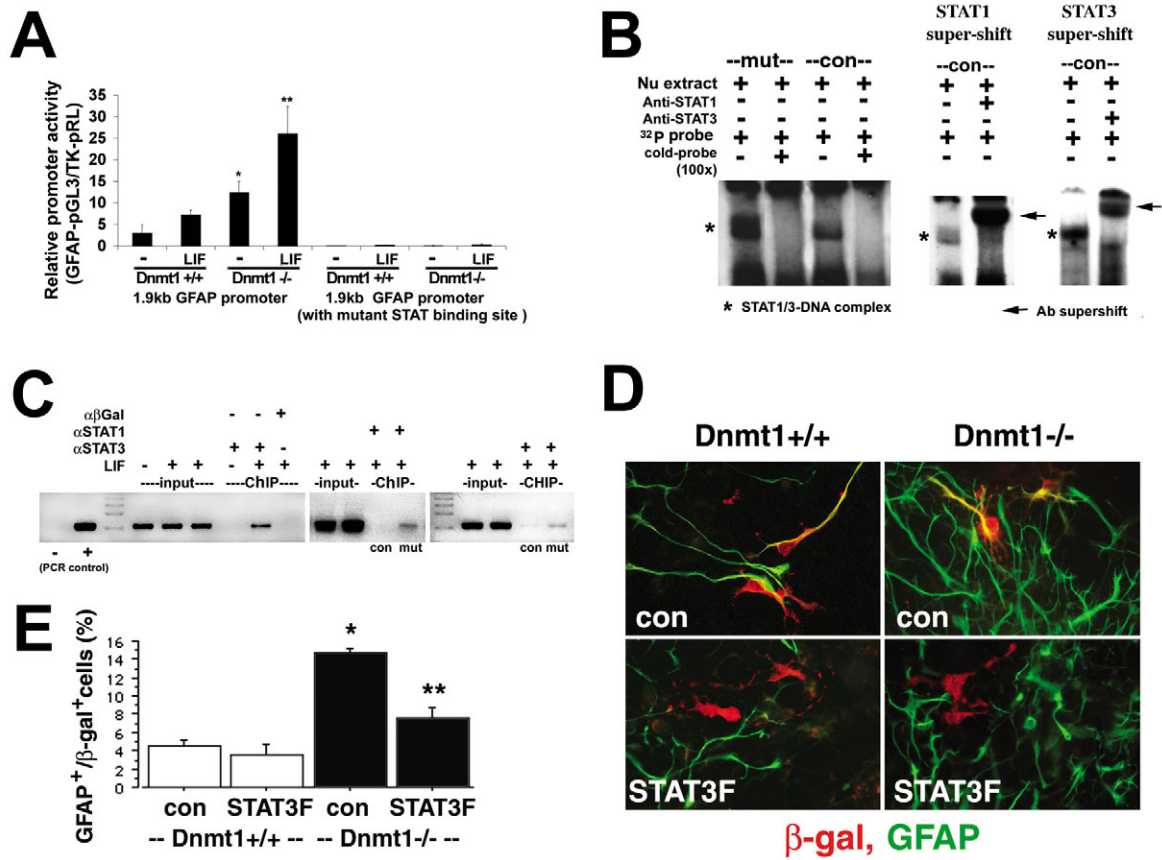 A
Relative promoter activity
(GFAP-pGL3/TK-pRL)
35
30
25
20
15
10
5
0
*
**
- LIF - LIF - LIF - LIF
Dnmt1 +/+ Dnmt1 -/- Dnmt1 +/+ Dnmt1-/-
1.9kb GFAP promoter 1.9kb GFAP promoter
(with mutant STAT binding site )
B
STAT1 STAT3
super-shift super-shift
--mut-- --con-- --con-- --con--
Nu extract + + + + + + + +
Anti-STAT1 - - - - - + - -
Anti-STAT3 - - - - - - - +
32P probe + + + + + + + +
cold-probe - + - + - - - -
(100x)
* * *
* STAT1/3-DNA complex
Ab supershift
C
αβGal - - +
αSTAT1 + +
αSTAT3 + + - + +
LIF - + + - + + + + + + + + + +
----input---- ----ChIP---- -input- -ChIP- -input- -CHIP-
- + con mut con mut
(PCR control)
D
Dnmt1+/+ Dnmt1-/-
con con
STAT3F STAT3F
β-gal, GFAP
E
GFAP+/β-gal+cells (%)
16
14
12
10
8
6
4
2
0
*
**
con STAT3F con STAT3F
-- Dnmt1+/+ -- -- Dnmt1-/- --